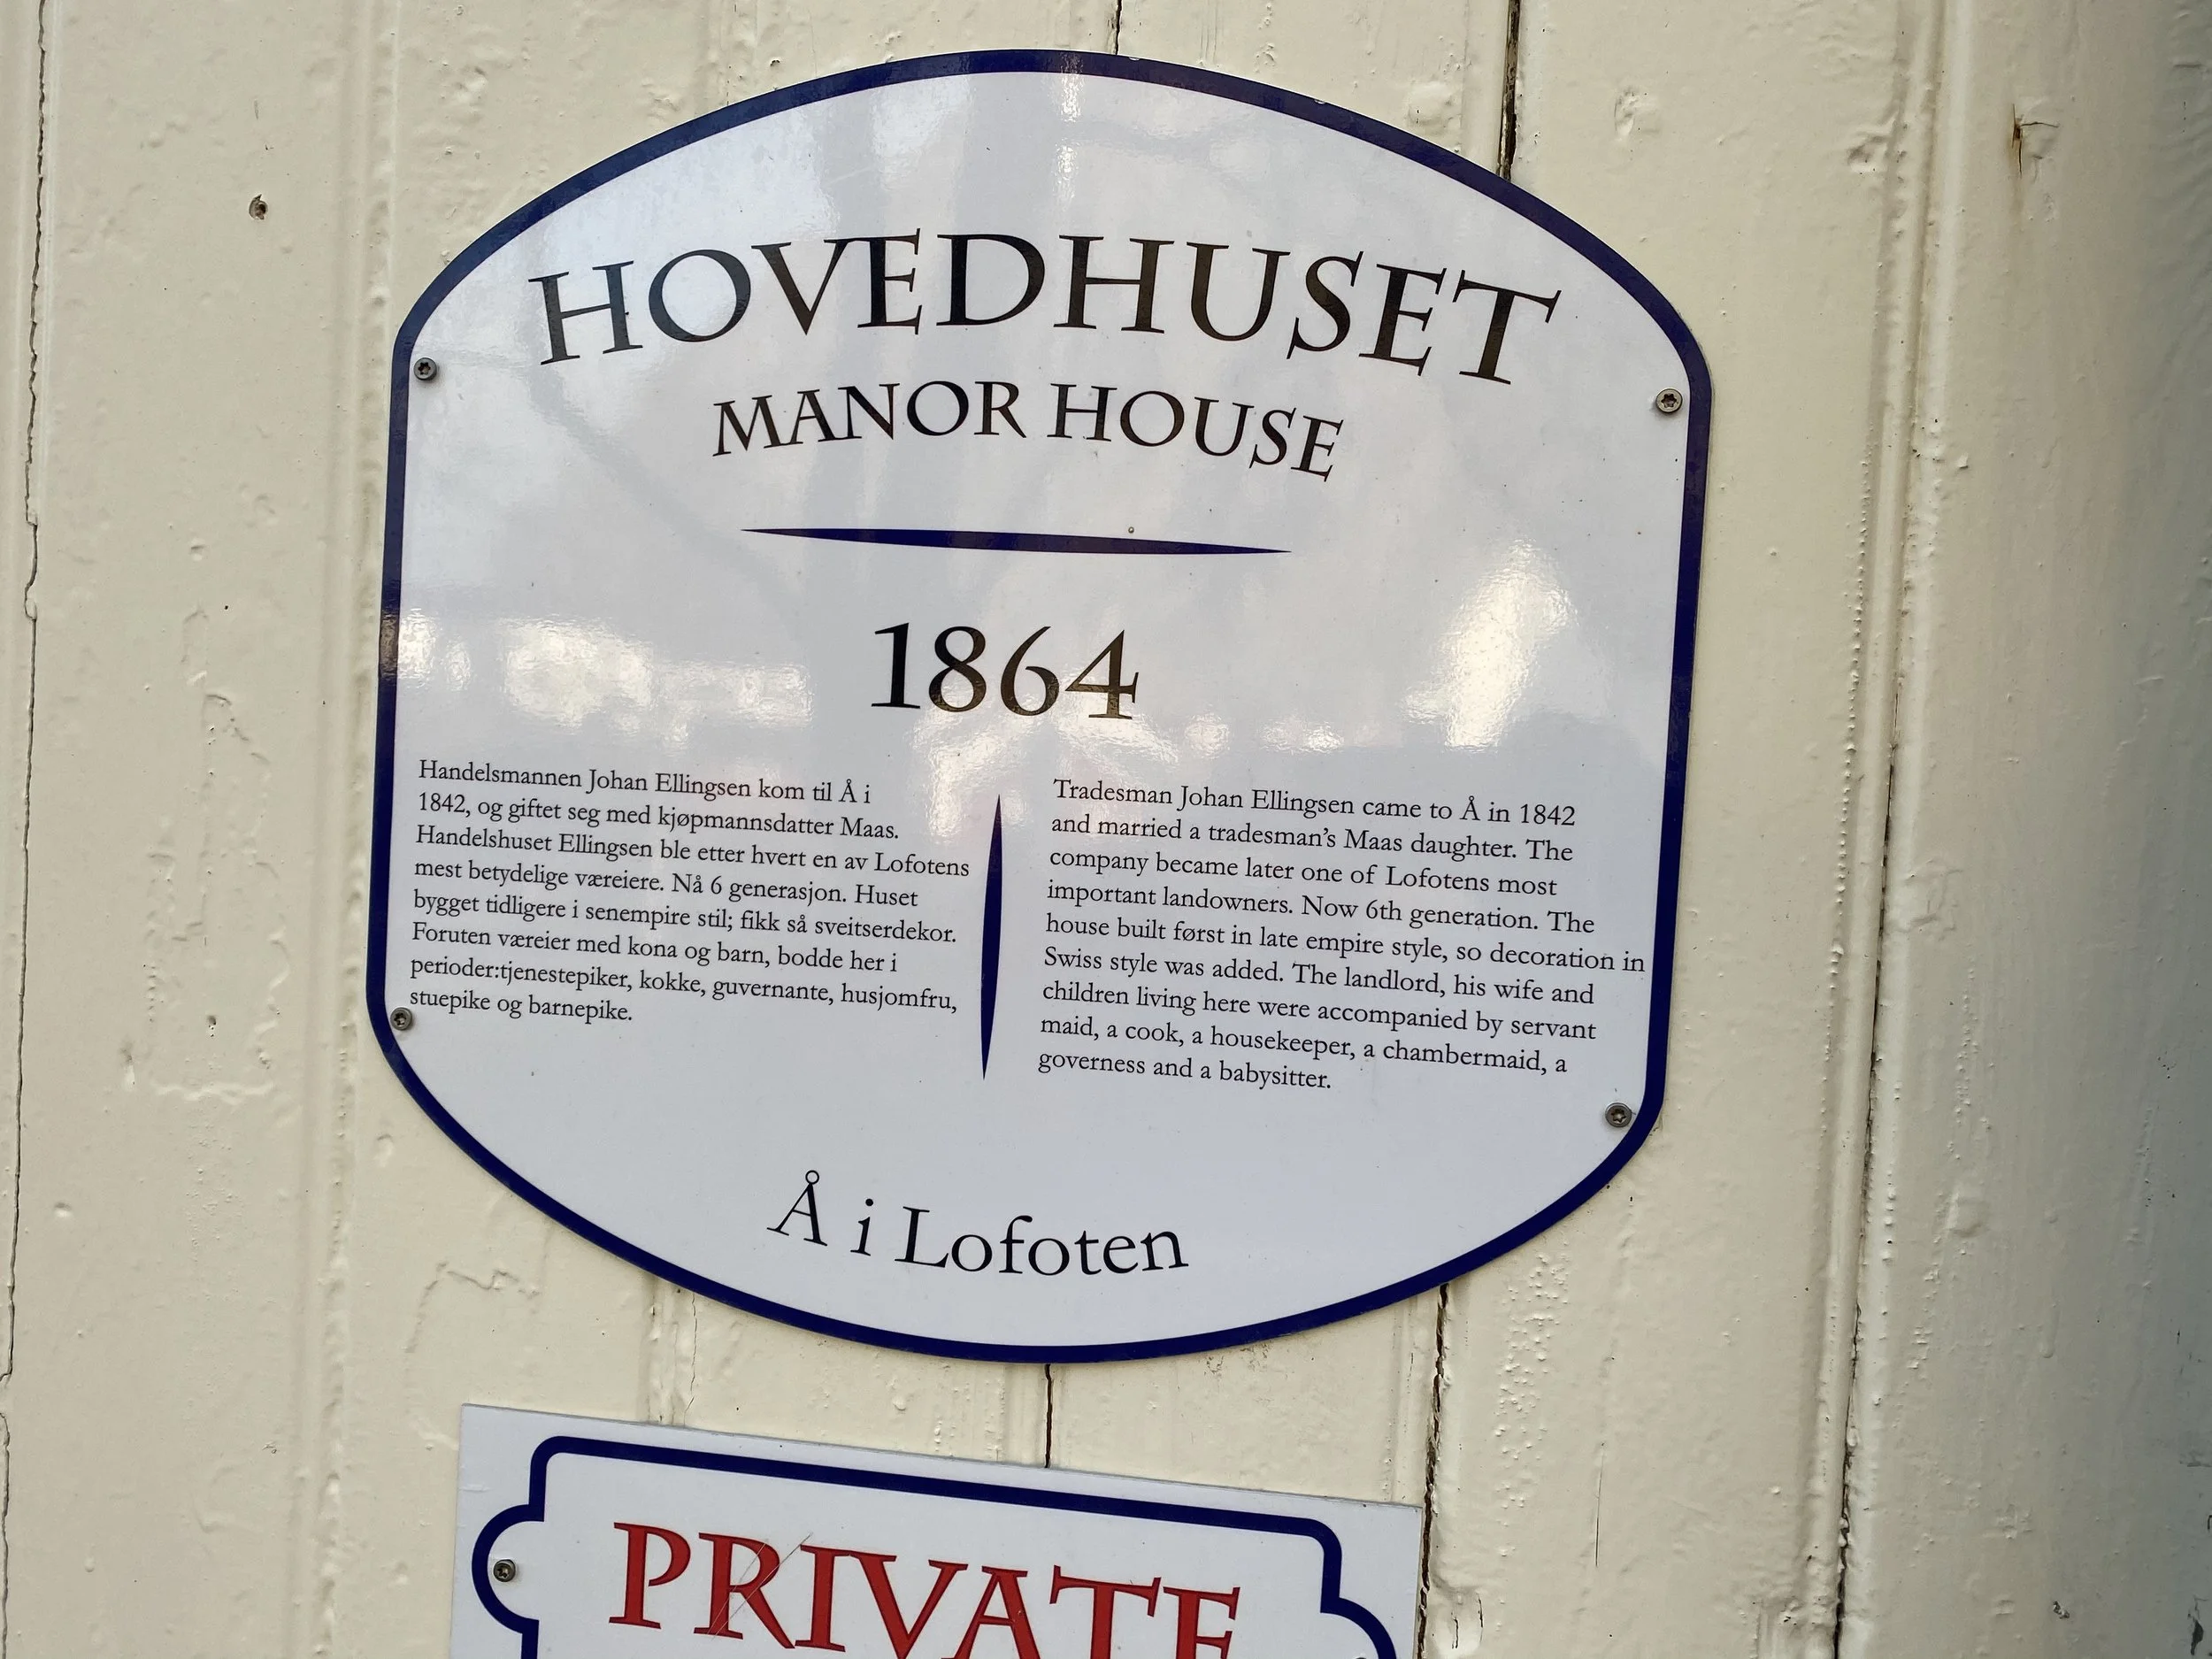 HOVEDHUSET
MANOR HOUSE
1864
Handelsmannen Johan Ellingsen kom til Å i
1842, og giftet seg med kjøpmannsdatter Maas.
Handelshuset Ellingsen ble etter hvert en av Lofotens
mest betydelige væreiere. Nå 6 generasjon. Huset
bygget tidligere i senempire stil; fikk så sveitserdekor.
Foruten væreier med kona og barn, bodde her i
perioder:tjenestepiker, kokke, guvernante, husjomfru,
stuepike og barnepike.
Tradesman Johan Ellingsen came to Å in 1842
and married a tradesman’s Maas daughter. The
company became later one of Lofotens most
important landowners. Now 6th generation. The
house built først in late empire style, so decoration in
Swiss style was added. The landlord, his wife and
children living here were accompanied by servant
maid, a cook, a housekeeper, a chambermaid, a
governess and a babysitter.
Å i Lofoten
PRIVATE